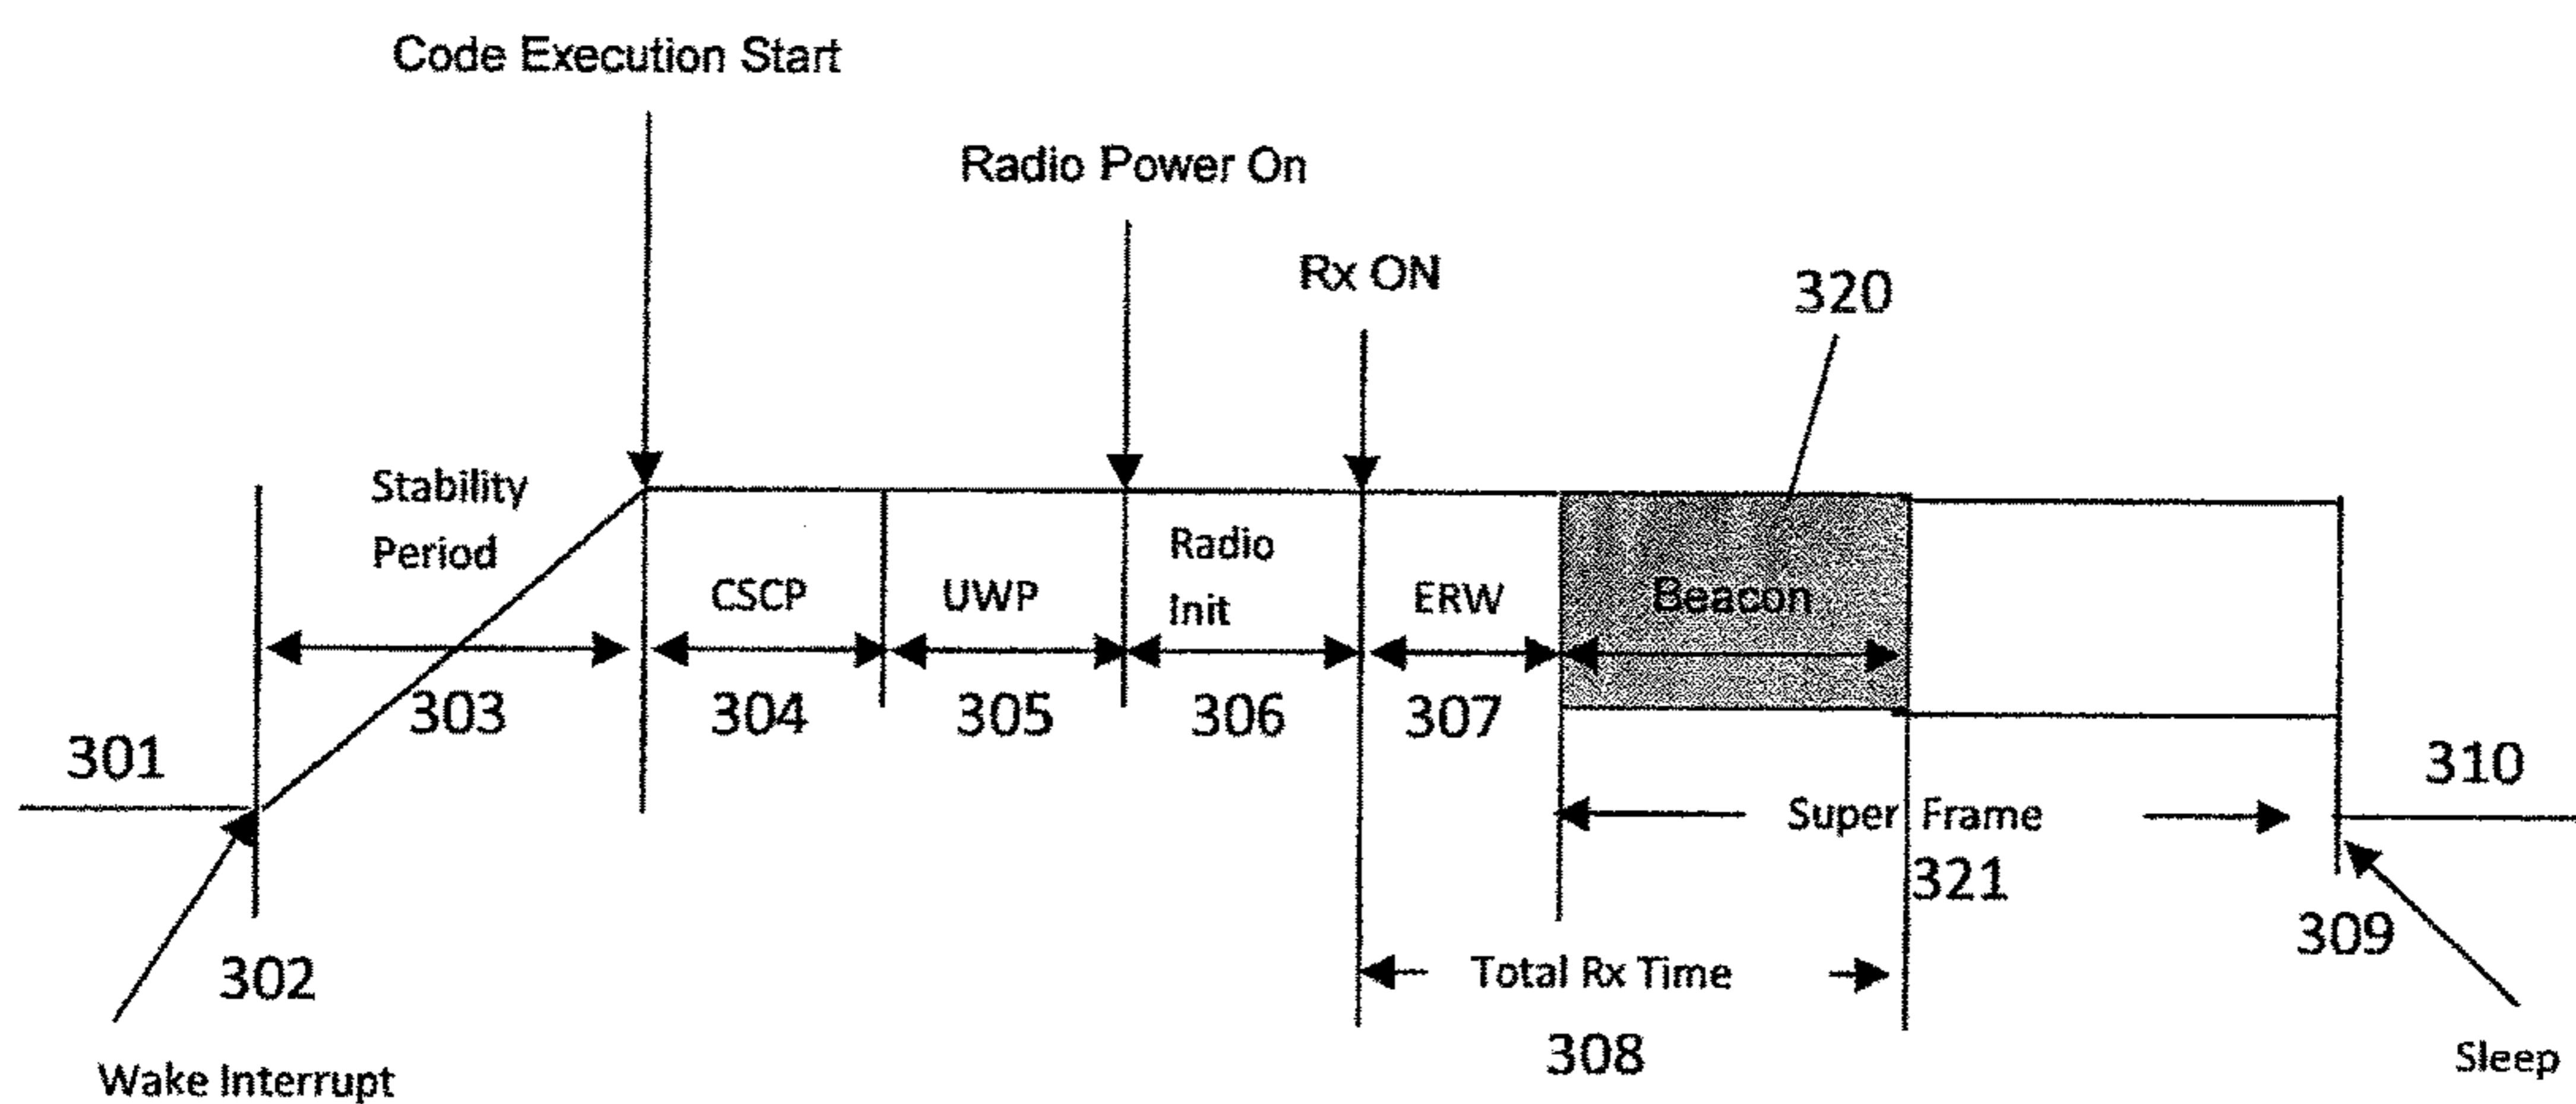 Code Execution Start
Radio Power On
Rx ON
320
Stability
Period
CSCP
UWP
Radio
Init
ERW
Beacon
303
304
305
306
307
301
310
Super Frame
321
302
309
Total Rx Time
308
Wake Interrupt
Sleep